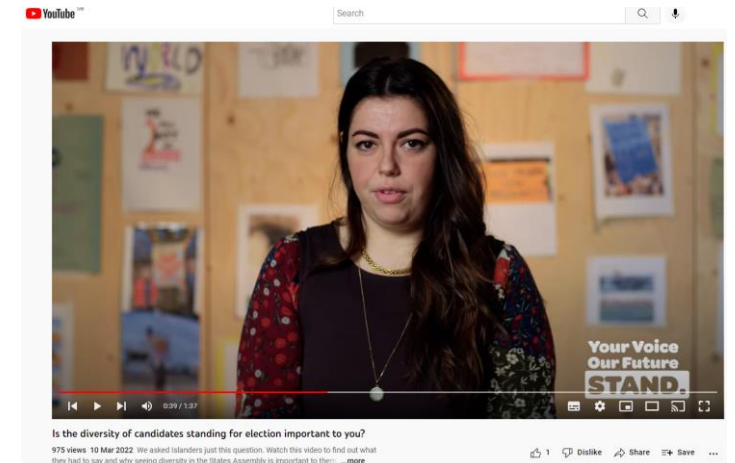 YouTube
Search
WORLD
Your Voice
Our Future
STAND.
0:39 / 1:37
Is the diversity of candidates standing for election important to you?
975 views 10 Mar 2022 We asked Islanders just this question. Watch this video to find out what
they had to say and why seeing diversity in the States Assembly is important to them. ...more
1 Dislike Share Save ...